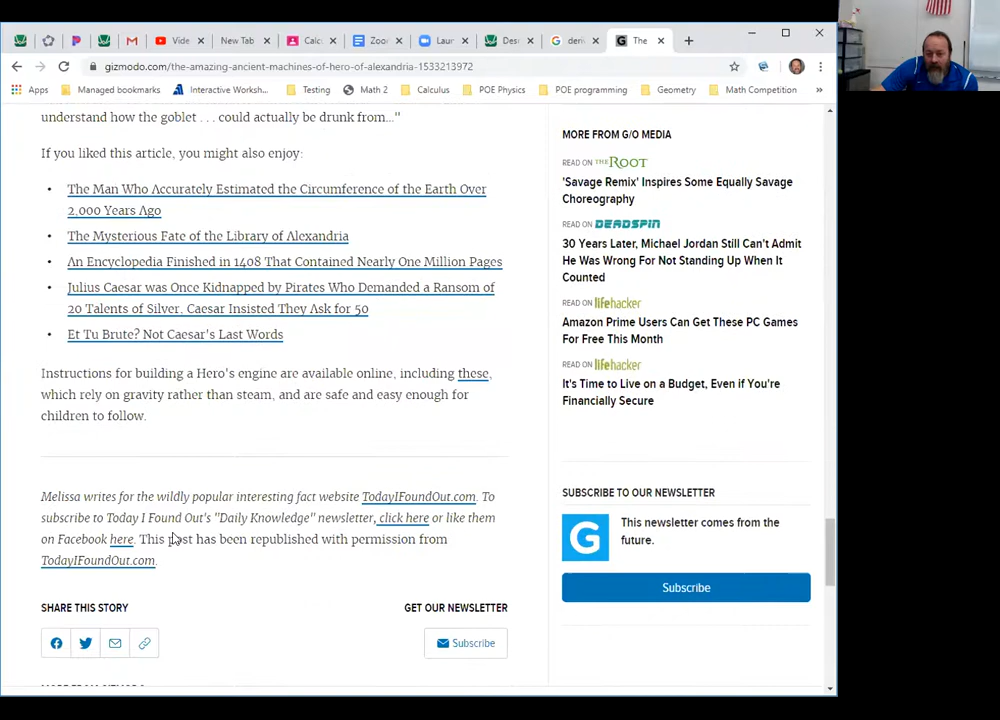 Vide
New Tab
Calc
Zoo
Laun
Desc
deriv
The
gizmodo.com/the-amazing-ancient-machines-of-hero-of-alexandria-1533213972
Apps
Managed bookmarks
Interactive Worksh...
Testing
Math 2
Calculus
POE Physics
POE programming
Geometry
Math Competition
»
understand how the goblet . . . could actually be drunk from..."
If you liked this article, you might also enjoy:
• The Man Who Accurately Estimated the Circumference of the Earth Over
2,000 Years Ago
• The Mysterious Fate of the Library of Alexandria
• An Encyclopedia Finished in 1408 That Contained Nearly One Million Pages
• Julius Caesar was Once Kidnapped by Pirates Who Demanded a Ransom of
20 Talents of Silver, Caesar Insisted They Ask for 50
• Et Tu Brute? Not Caesar's Last Words
Instructions for building a Hero's engine are available online, including these,
which rely on gravity rather than steam, and are safe and easy enough for
children to follow.
Melissa writes for the wildly popular interesting fact website TodayIFoundOut.com. To
subscribe to Today I Found Out's "Daily Knowledge" newsletter, click here or like them
on Facebook here. This post has been republished with permission from
TodayIFoundOut.com.
SHARE THIS STORY
GET OUR NEWSLETTER
Subscribe
MORE FROM G/O MEDIA
READ ON THE ROOT
'Savage Remix' Inspires Some Equally Savage
Choreography
READ ON DEADSPIN
30 Years Later, Michael Jordan Still Can't Admit
He Was Wrong For Not Standing Up When It
Counted
READ ON lifehacker
Amazon Prime Users Can Get These PC Games
For Free This Month
READ ON lifehacker
It's Time to Live on a Budget, Even if You're
Financially Secure
SUBSCRIBE TO OUR NEWSLETTER
G
This newsletter comes from the
future.
Subscribe